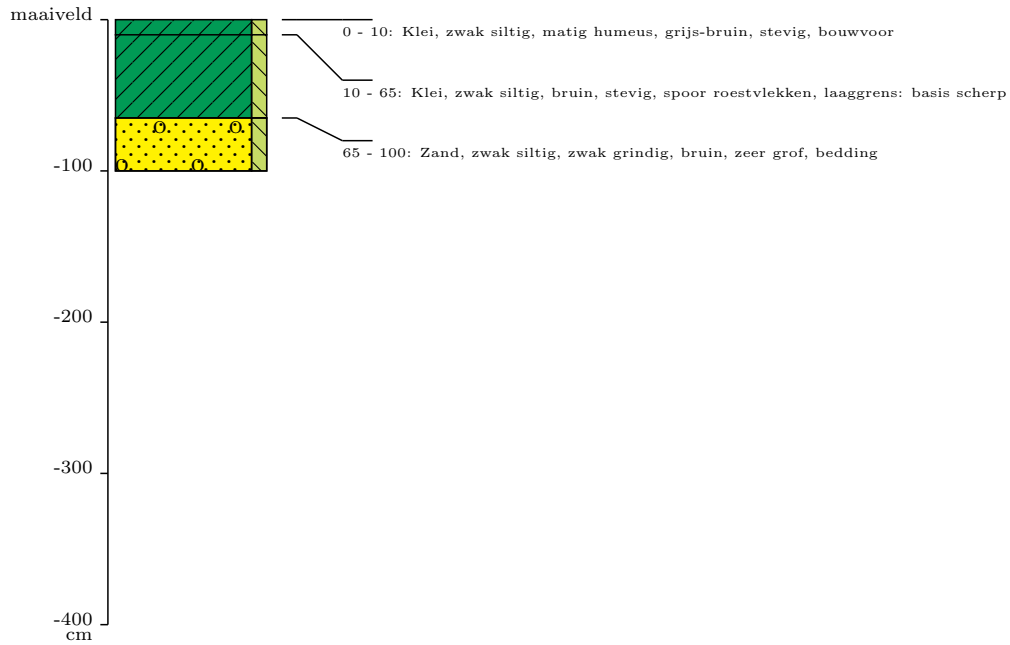 maaiveld
0 - 10: Klei, zwak siltig, matig humeus, grijs-bruin, stevig, bouwvoor
10 - 65: Klei, zwak siltig, bruin, stevig, spoor roestvlekken, laaggrens: basis scherp
65 - 100: Zand, zwak siltig, zwak grindig, bruin, zeer grof, bedding
-100
-200
-300
-400
cm